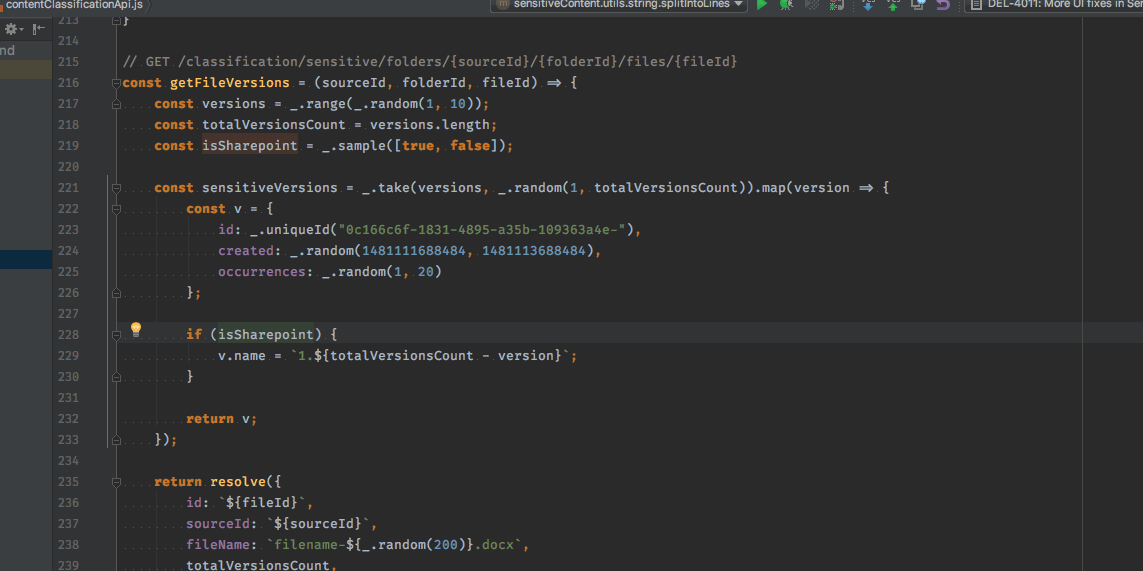 contentClassificationApi.js
sensitiveContent.utils.string.splitIntoLines
DEL-4011: More UI fixes in Ser
nd
213 }
214
215 // GET /classification/sensitive/folders/{sourceId}/{folderId}/files/{fileId}
216 const getFileVersions = (sourceId, folderId, fileId) => {
217 const versions = _.range(_.random(1, 10));
218 const totalVersionsCount = versions.length;
219 const isSharepoint = _.sample([true, false]);
220
221 const sensitiveVersions = _.take(versions, _.random(1, totalVersionsCount)).map(version => {
222 const v = {
223 id: _.uniqueId("0c166c6f-1831-4895-a35b-109363a4e-"),
224 created: _.random(1481111688484, 1481113688484),
225 occurrences: _.random(1, 20)
226 };
227
228 if (isSharepoint) {
229 v.name = `1.${totalVersionsCount - version}`;
230 }
231
232 return v;
233 });
234
235 return resolve({
236 id: `${fileId}`,
237 sourceId: `${sourceId}`,
238 fileName: `filename-${_.random(200)}.docx`,
239 totalVersionsCount,